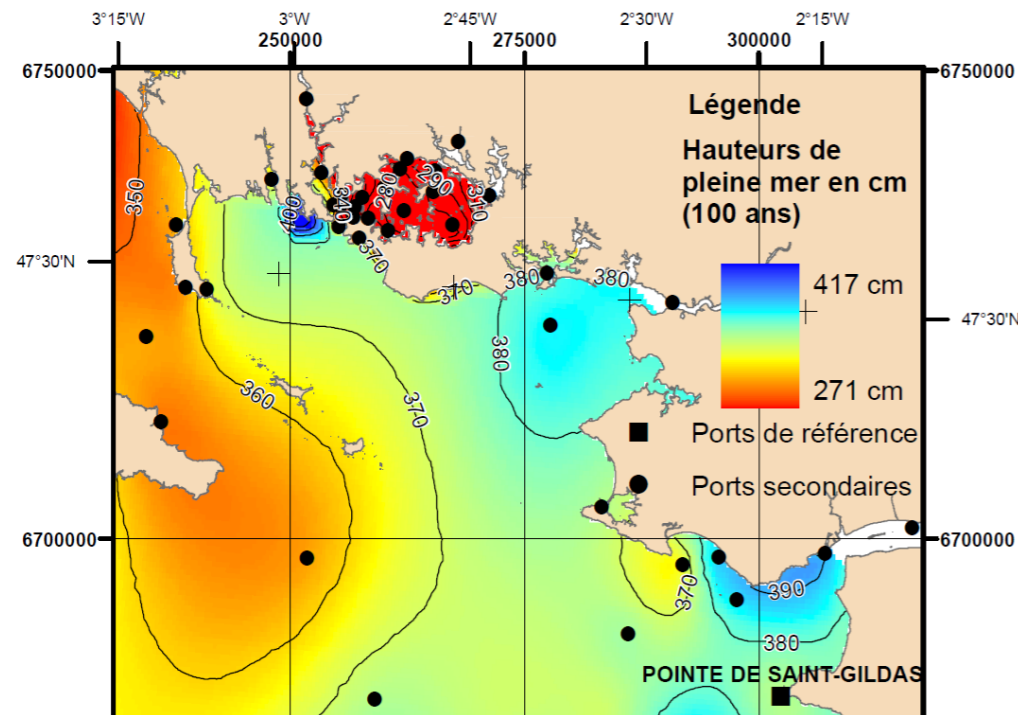 3°15'W 3°W 2°45'W 2°30'W 2°15'W
250000 275000 300000
6750000 6750000
Légende
Hauteurs de
pleine mer en cm
(100 ans)
350
400
340
280
290
310
370
47°30'N
370
380
380
417 cm
47°30'N
380
271 cm
360
370
Ports de référence
Ports secondaires
6700000 6700000
370
390
380
POINTE DE SAINT-GILDAS